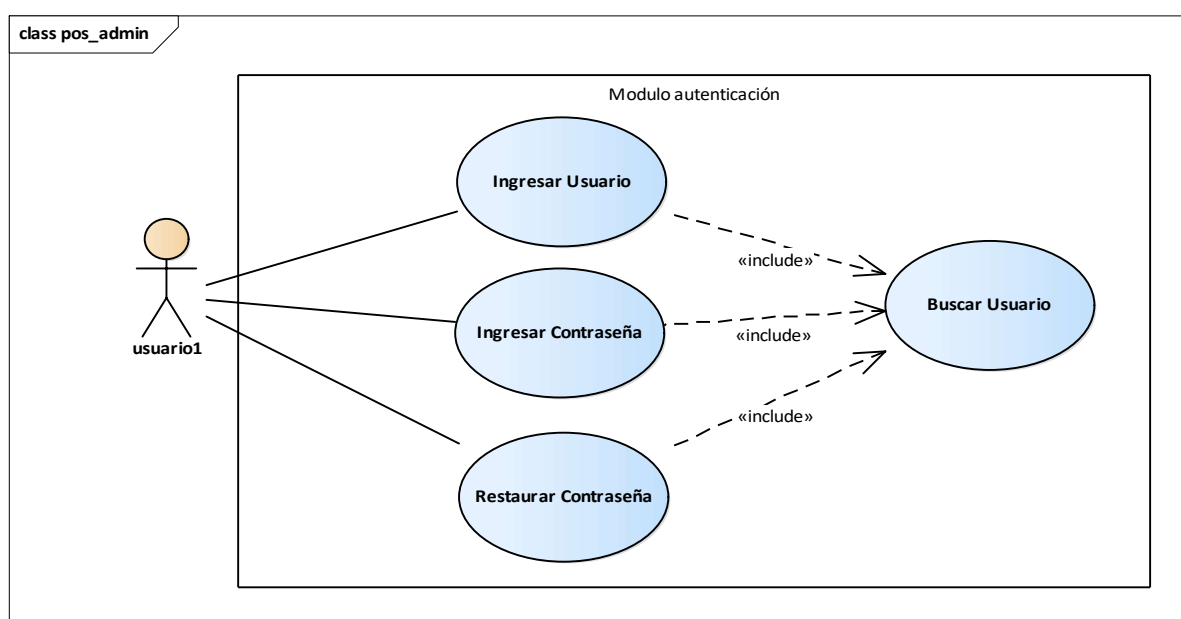 class pos_admin
Modulo autenticación
Ingresar Usuario
«include»
Buscar Usuario
Ingresar Contraseña
«include»
usuario1
«include»
Restaurar Contraseña